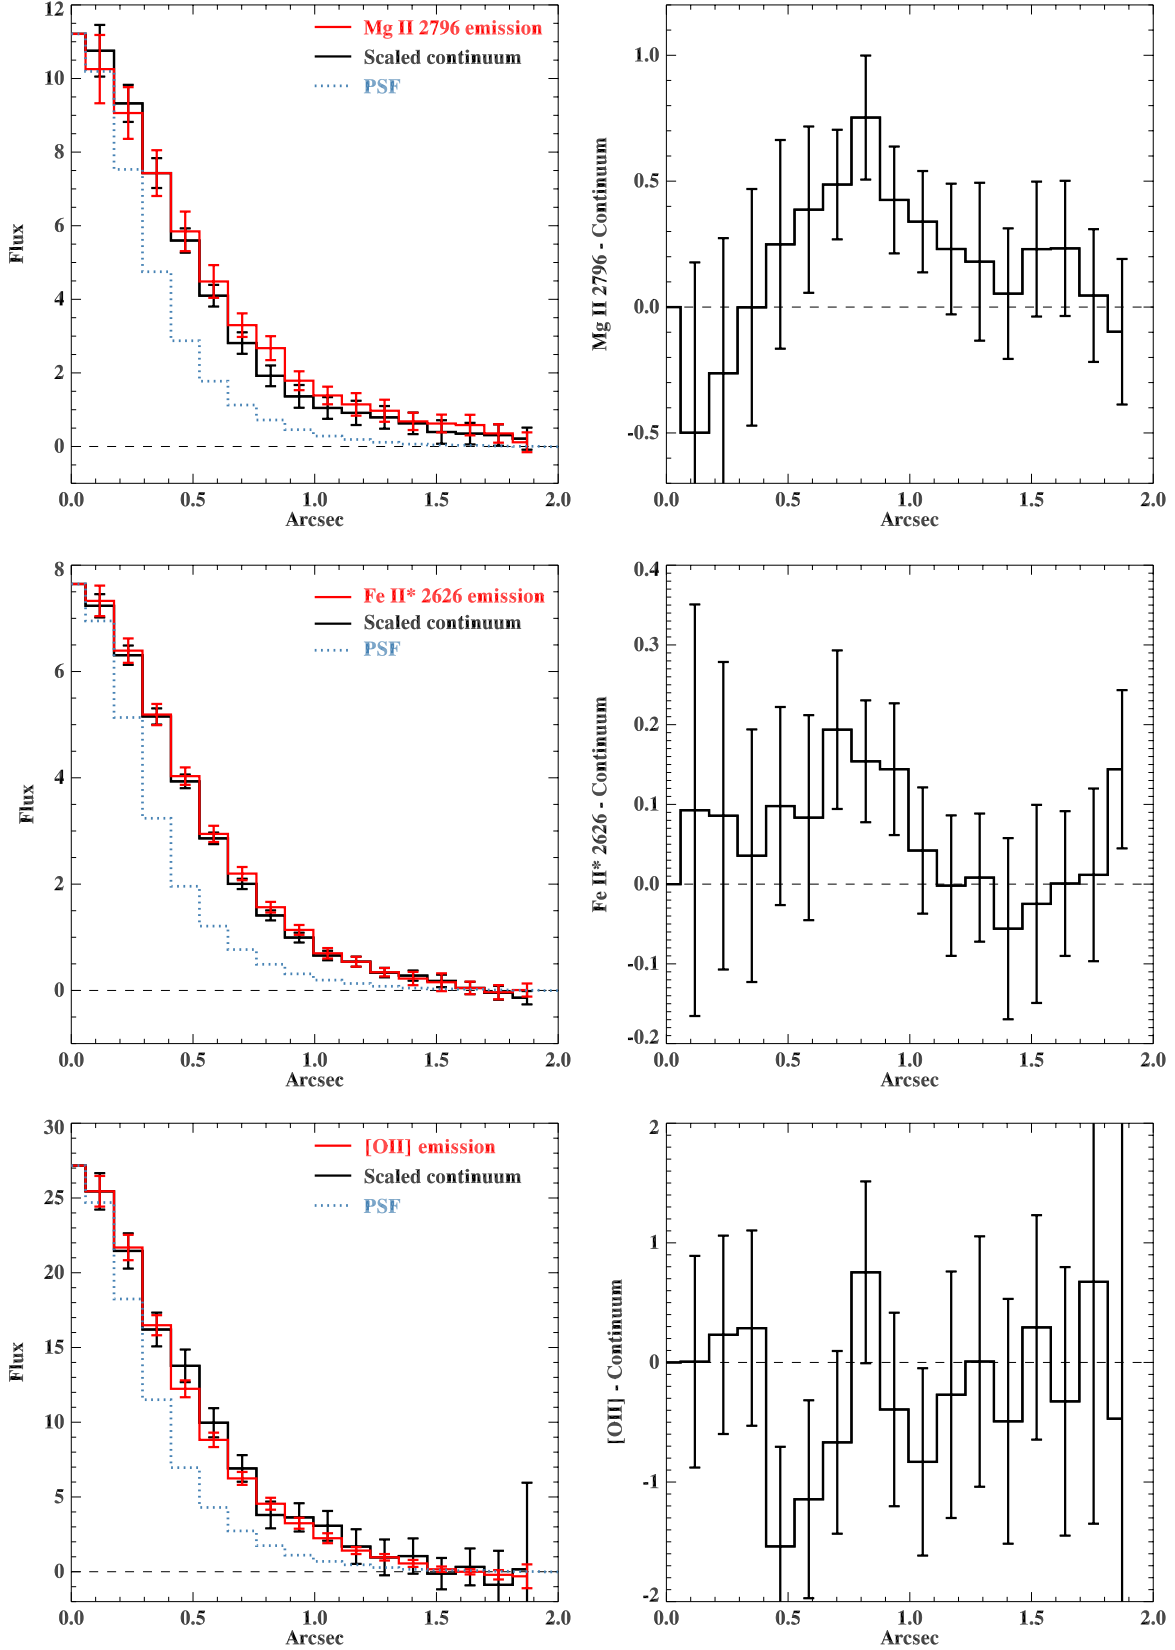 Mg II 2796 emission
Scaled continuum
PSF
12
10
8
6
4
2
0
Flux
0.0 0.5 1.0 1.5 2.0
Arcsec
1.0
0.5
0.0
-0.5
Mg II 2796 - Continuum
0.0 0.5 1.0 1.5 2.0
Arcsec
Fe II* 2626 emission
Scaled continuum
PSF
8
6
4
2
0
Flux
0.0 0.5 1.0 1.5 2.0
Arcsec
0.4
0.3
0.2
0.1
0.0
-0.1
-0.2
Fe II* 2626 - Continuum
0.0 0.5 1.0 1.5 2.0
Arcsec
[OII] emission
Scaled continuum
PSF
30
25
20
15
10
5
0
Flux
0.0 0.5 1.0 1.5 2.0
Arcsec
2
1
0
-1
-2
[OII] - Continuum
0.0 0.5 1.0 1.5 2.0
Arcsec